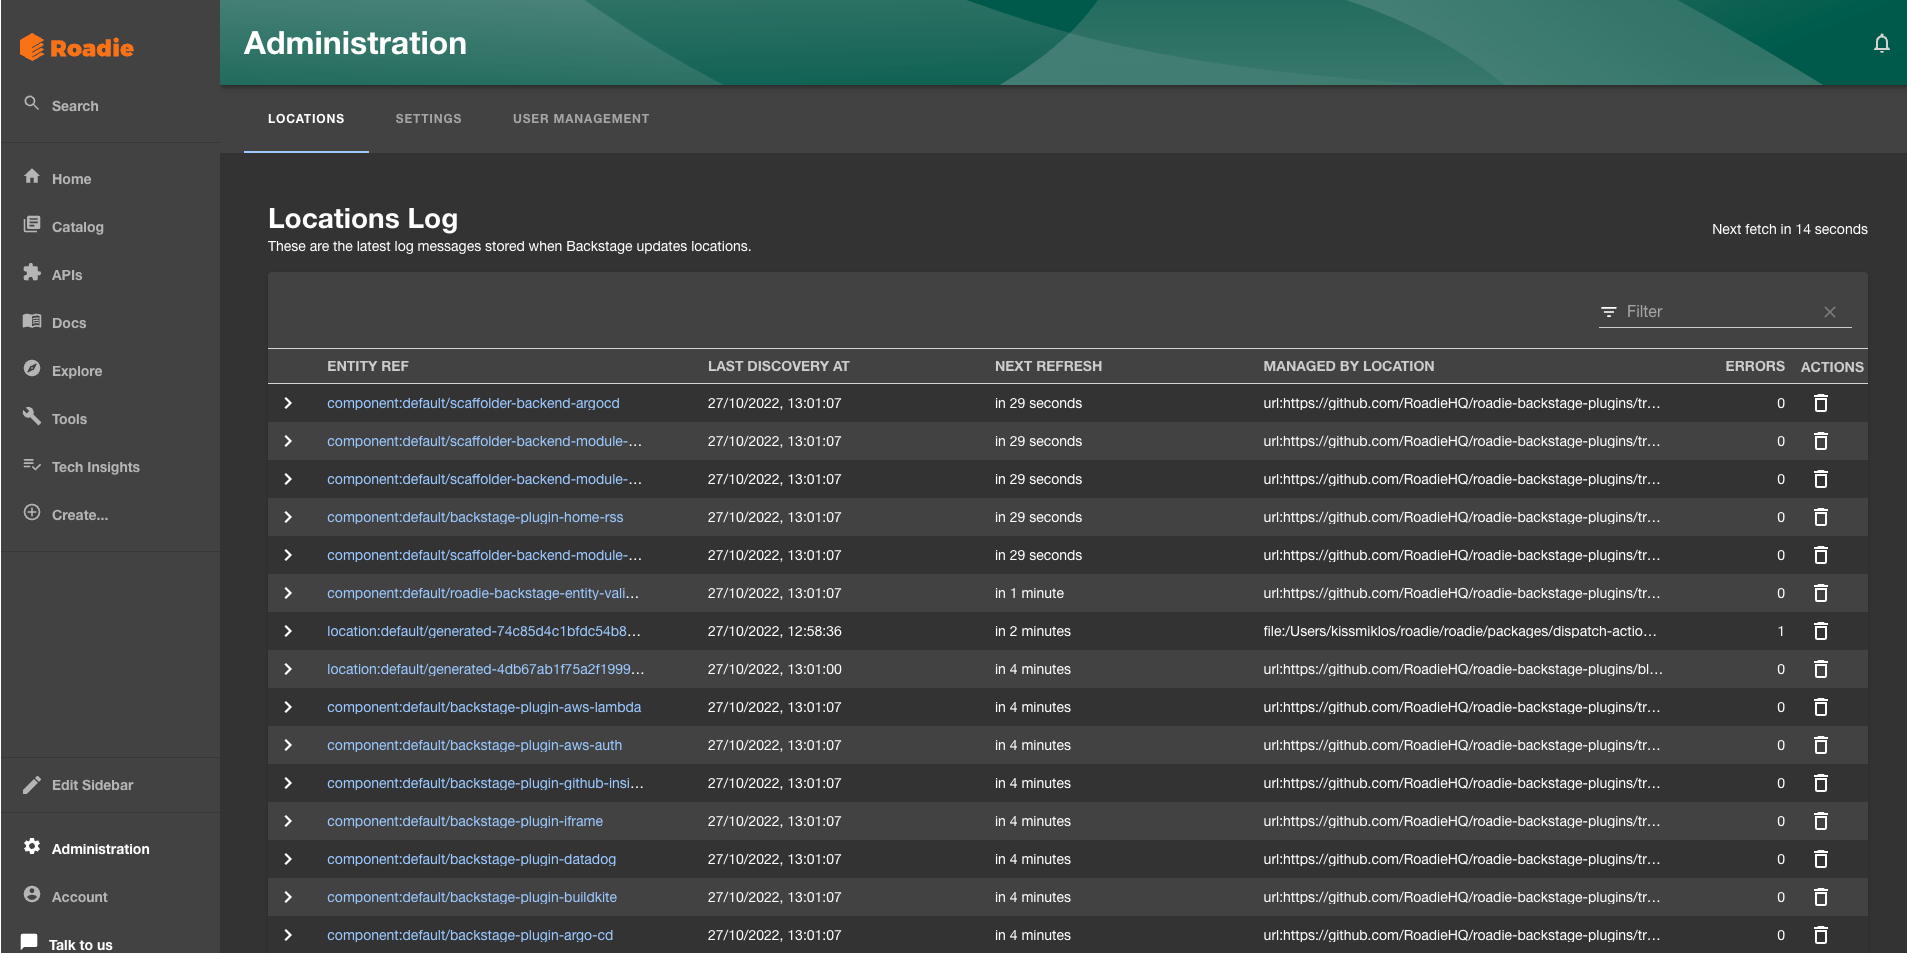 Roadie
Administration
Search
LOCATIONS SETTINGS USER MANAGEMENT
Home
Catalog
APIs
Docs
Explore
Tools
Tech Insights
Create...
Edit Sidebar
Administration
Account
Talk to us
Locations Log
These are the latest log messages stored when Backstage updates locations.
Next fetch in 14 seconds
Filter
ENTITY REF LAST DISCOVERY AT NEXT REFRESH MANAGED BY LOCATION ERRORS ACTIONS
component:default/scaffolder-backend-argocd 27/10/2022, 13:01:07 in 29 seconds url:https://github.com/RoadieHQ/roadie-backstage-plugins/tr... 0
component:default/scaffolder-backend-module-... 27/10/2022, 13:01:07 in 29 seconds url:https://github.com/RoadieHQ/roadie-backstage-plugins/tr... 0
component:default/scaffolder-backend-module-... 27/10/2022, 13:01:07 in 29 seconds url:https://github.com/RoadieHQ/roadie-backstage-plugins/tr... 0
component:default/backstage-plugin-home-rss 27/10/2022, 13:01:07 in 29 seconds url:https://github.com/RoadieHQ/roadie-backstage-plugins/tr... 0
component:default/scaffolder-backend-module-... 27/10/2022, 13:01:07 in 29 seconds url:https://github.com/RoadieHQ/roadie-backstage-plugins/tr... 0
component:default/roadie-backstage-entity-vali... 27/10/2022, 13:01:07 in 1 minute url:https://github.com/RoadieHQ/roadie-backstage-plugins/tr... 0
location:default/generated-74c85d4c1bfdc54b8... 27/10/2022, 12:58:36 in 2 minutes file:/Users/kissmiklos/roadie/roadie/packages/dispatch-actio... 1
location:default/generated-4db67ab1f75a2f1999... 27/10/2022, 13:01:00 in 4 minutes url:https://github.com/RoadieHQ/roadie-backstage-plugins/bl... 0
component:default/backstage-plugin-aws-lambda 27/10/2022, 13:01:07 in 4 minutes url:https://github.com/RoadieHQ/roadie-backstage-plugins/tr... 0
component:default/backstage-plugin-aws-auth 27/10/2022, 13:01:07 in 4 minutes url:https://github.com/RoadieHQ/roadie-backstage-plugins/tr... 0
component:default/backstage-plugin-github-insi... 27/10/2022, 13:01:07 in 4 minutes url:https://github.com/RoadieHQ/roadie-backstage-plugins/tr... 0
component:default/backstage-plugin-iframe 27/10/2022, 13:01:07 in 4 minutes url:https://github.com/RoadieHQ/roadie-backstage-plugins/tr... 0
component:default/backstage-plugin-datadog 27/10/2022, 13:01:07 in 4 minutes url:https://github.com/RoadieHQ/roadie-backstage-plugins/tr... 0
component:default/backstage-plugin-buildkite 27/10/2022, 13:01:07 in 4 minutes url:https://github.com/RoadieHQ/roadie-backstage-plugins/tr... 0
component:default/backstage-plugin-argo-cd 27/10/2022, 13:01:07 in 4 minutes url:https://github.com/RoadieHQ/roadie-backstage-plugins/tr... 0